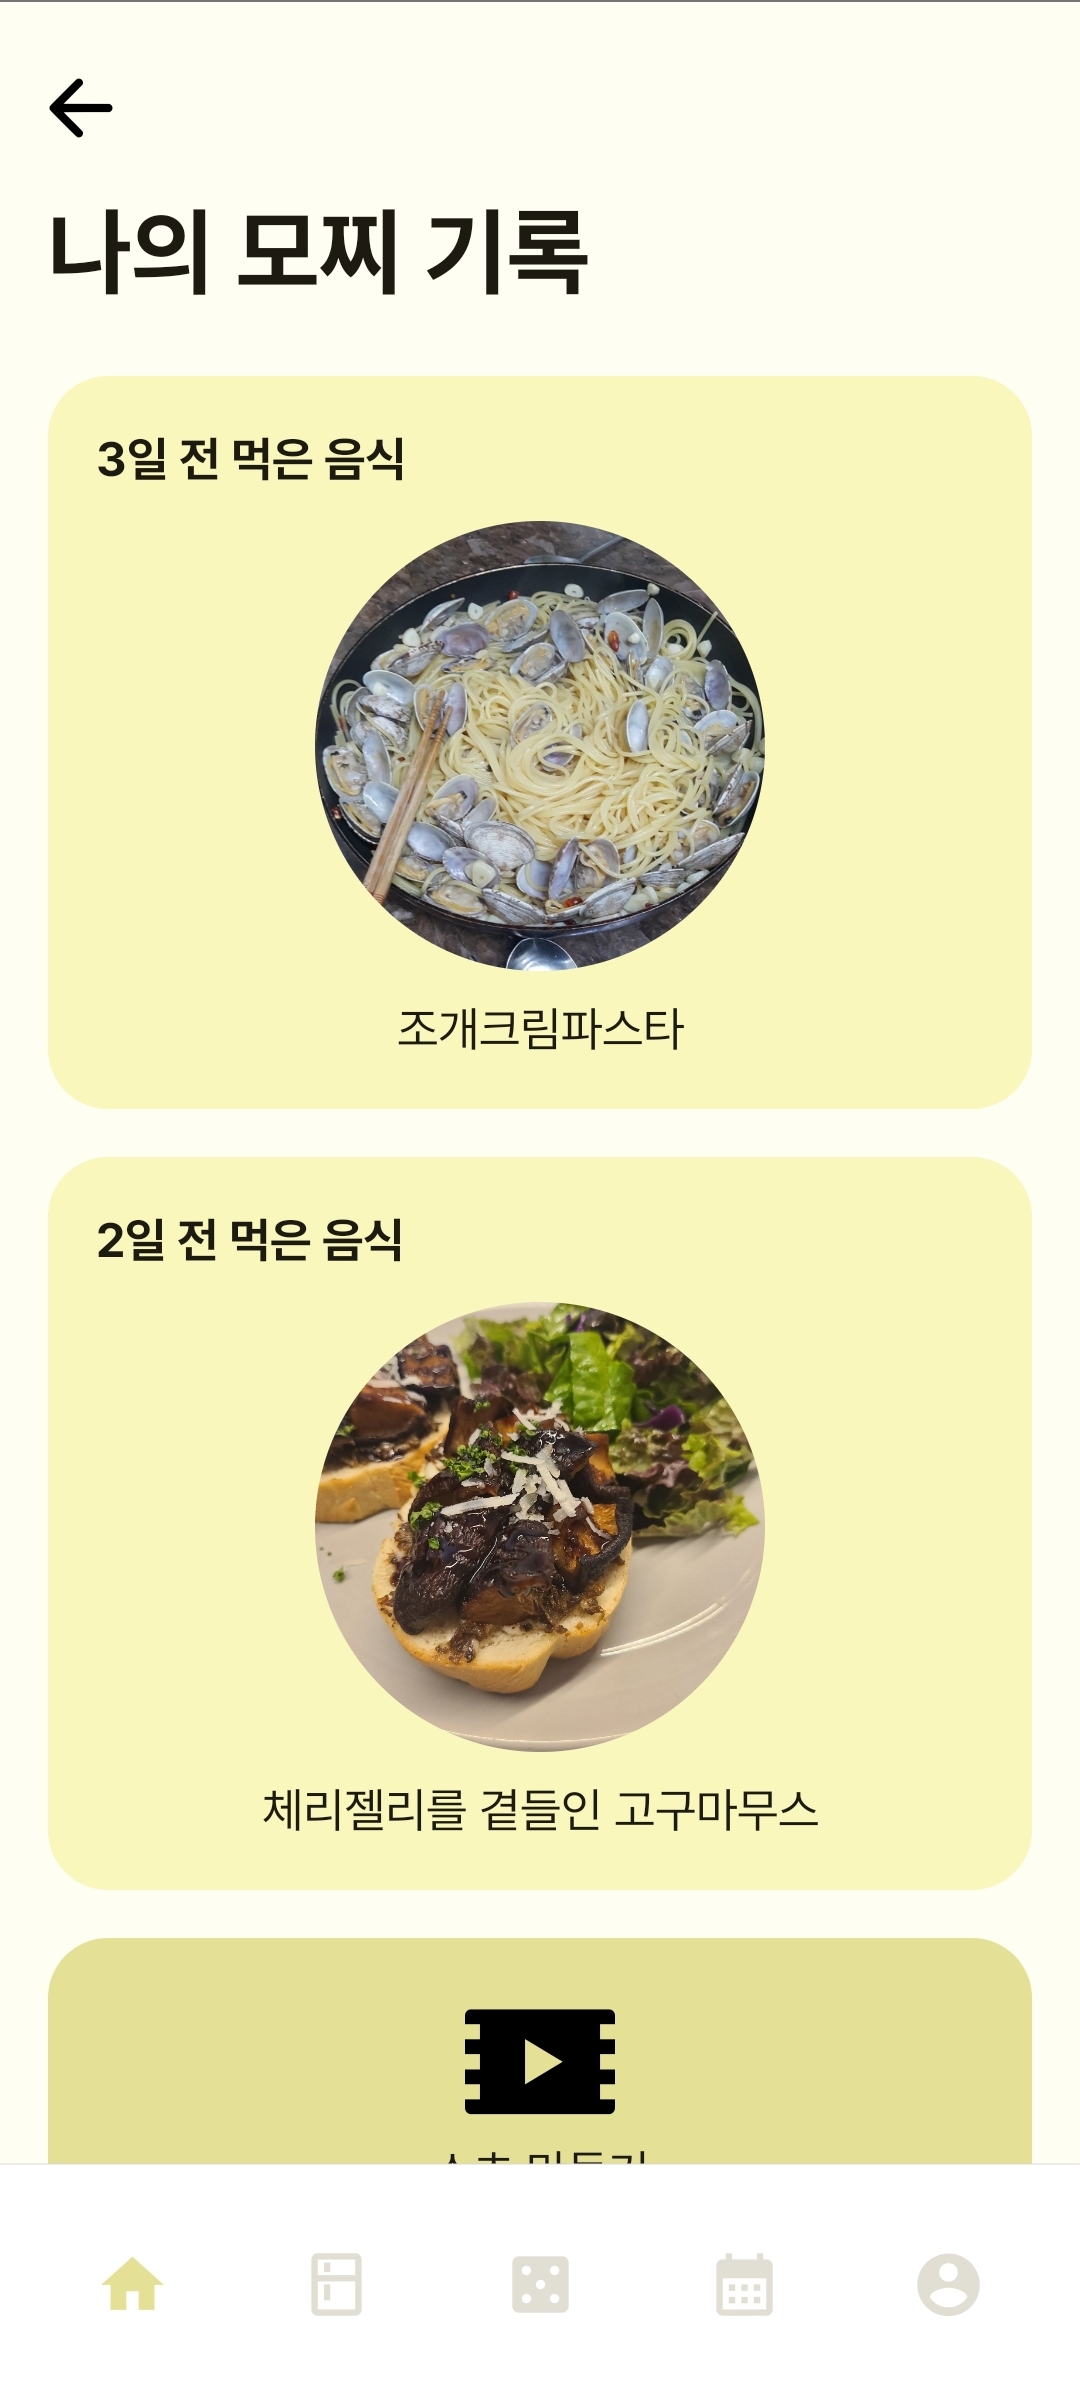 나의 모찌 기록
3일 전 먹은 음식
조개크림파스타
2일 전 먹은 음식
체리젤리를 곁들인 고구마무스